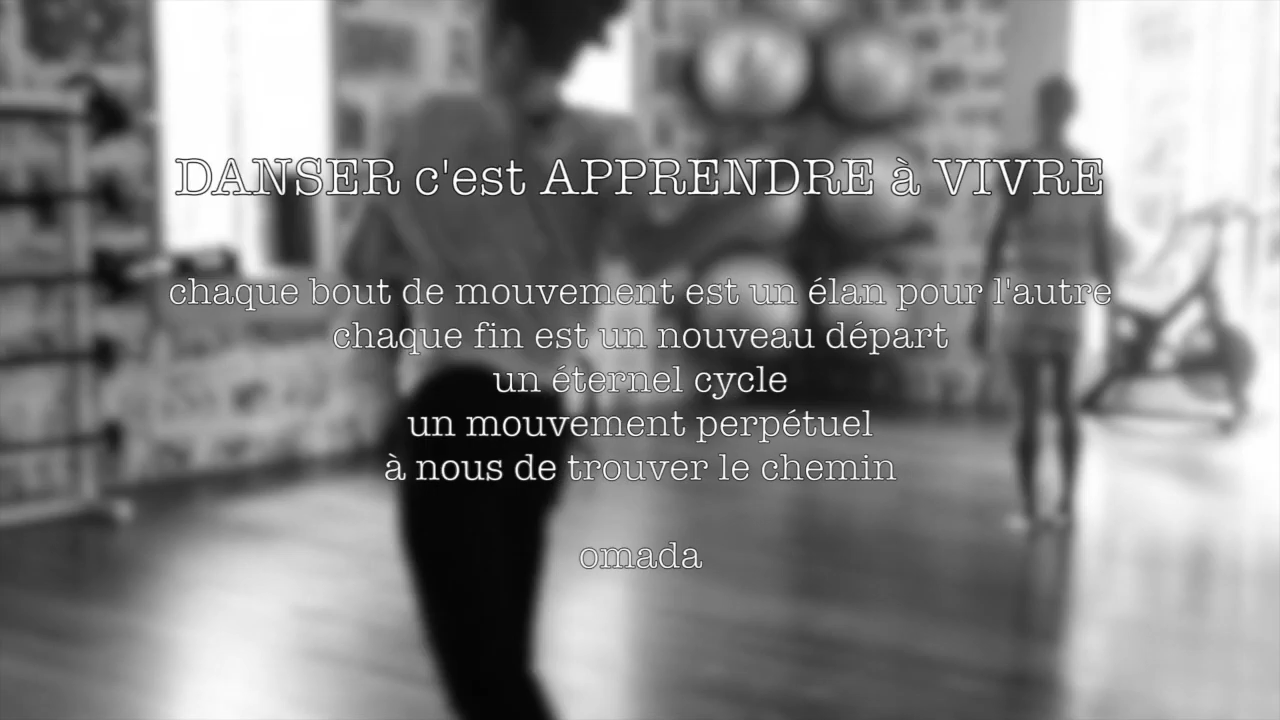 DANSER c'est APPRENDRE à VIVRE
chaque bout de mouvement est un élan pour l'autre
chaque fin est un nouveau départ
un éternel cycle
un mouvement perpétuel
à nous de trouver le chemin
omada